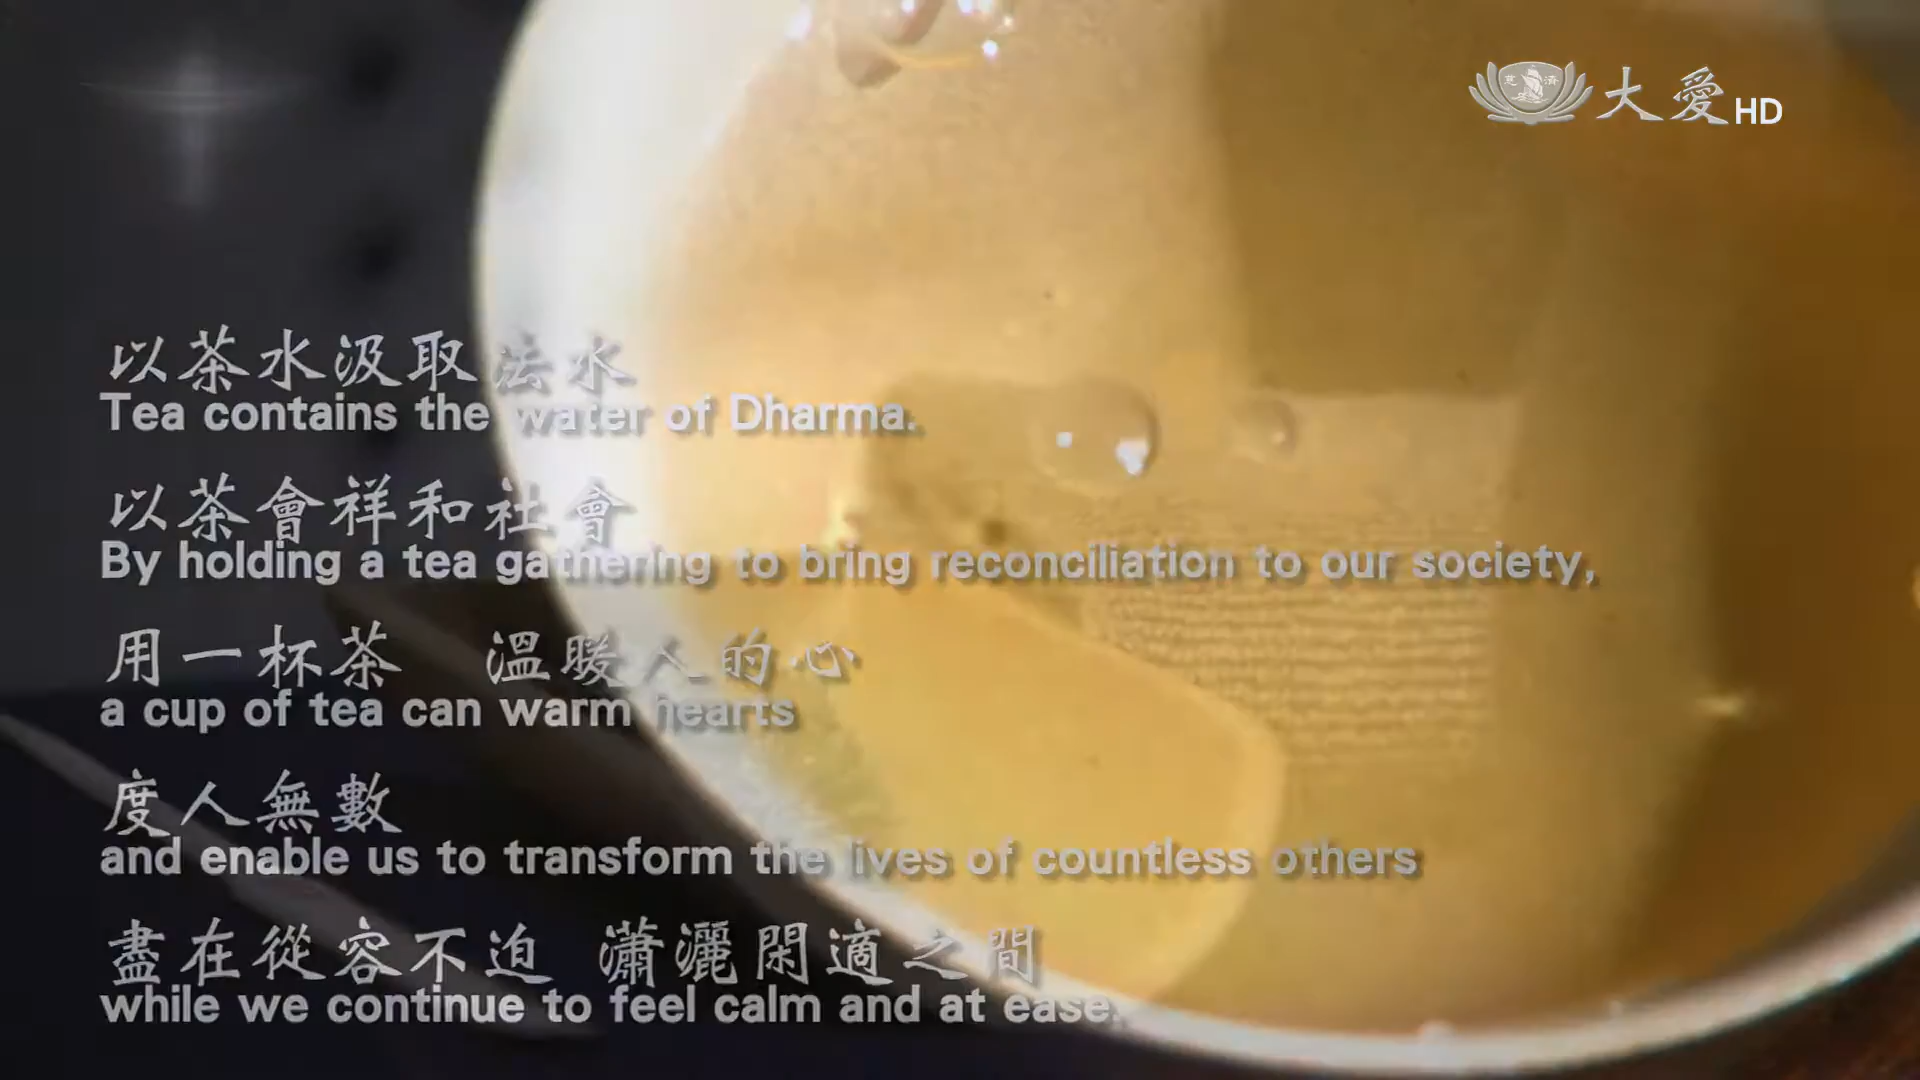 大愛HD
以茶水汲取法水
Tea contains the water of Dharma.
以茶會祥和社會
By holding a tea gathering to bring reconciliation to our society,
用一杯茶　溫暖人的心
a cup of tea can warm hearts
度人無數
and enable us to transform the lives of countless others
盡在從容不迫　瀟灑閑適之間
while we continue to feel calm and at ease.